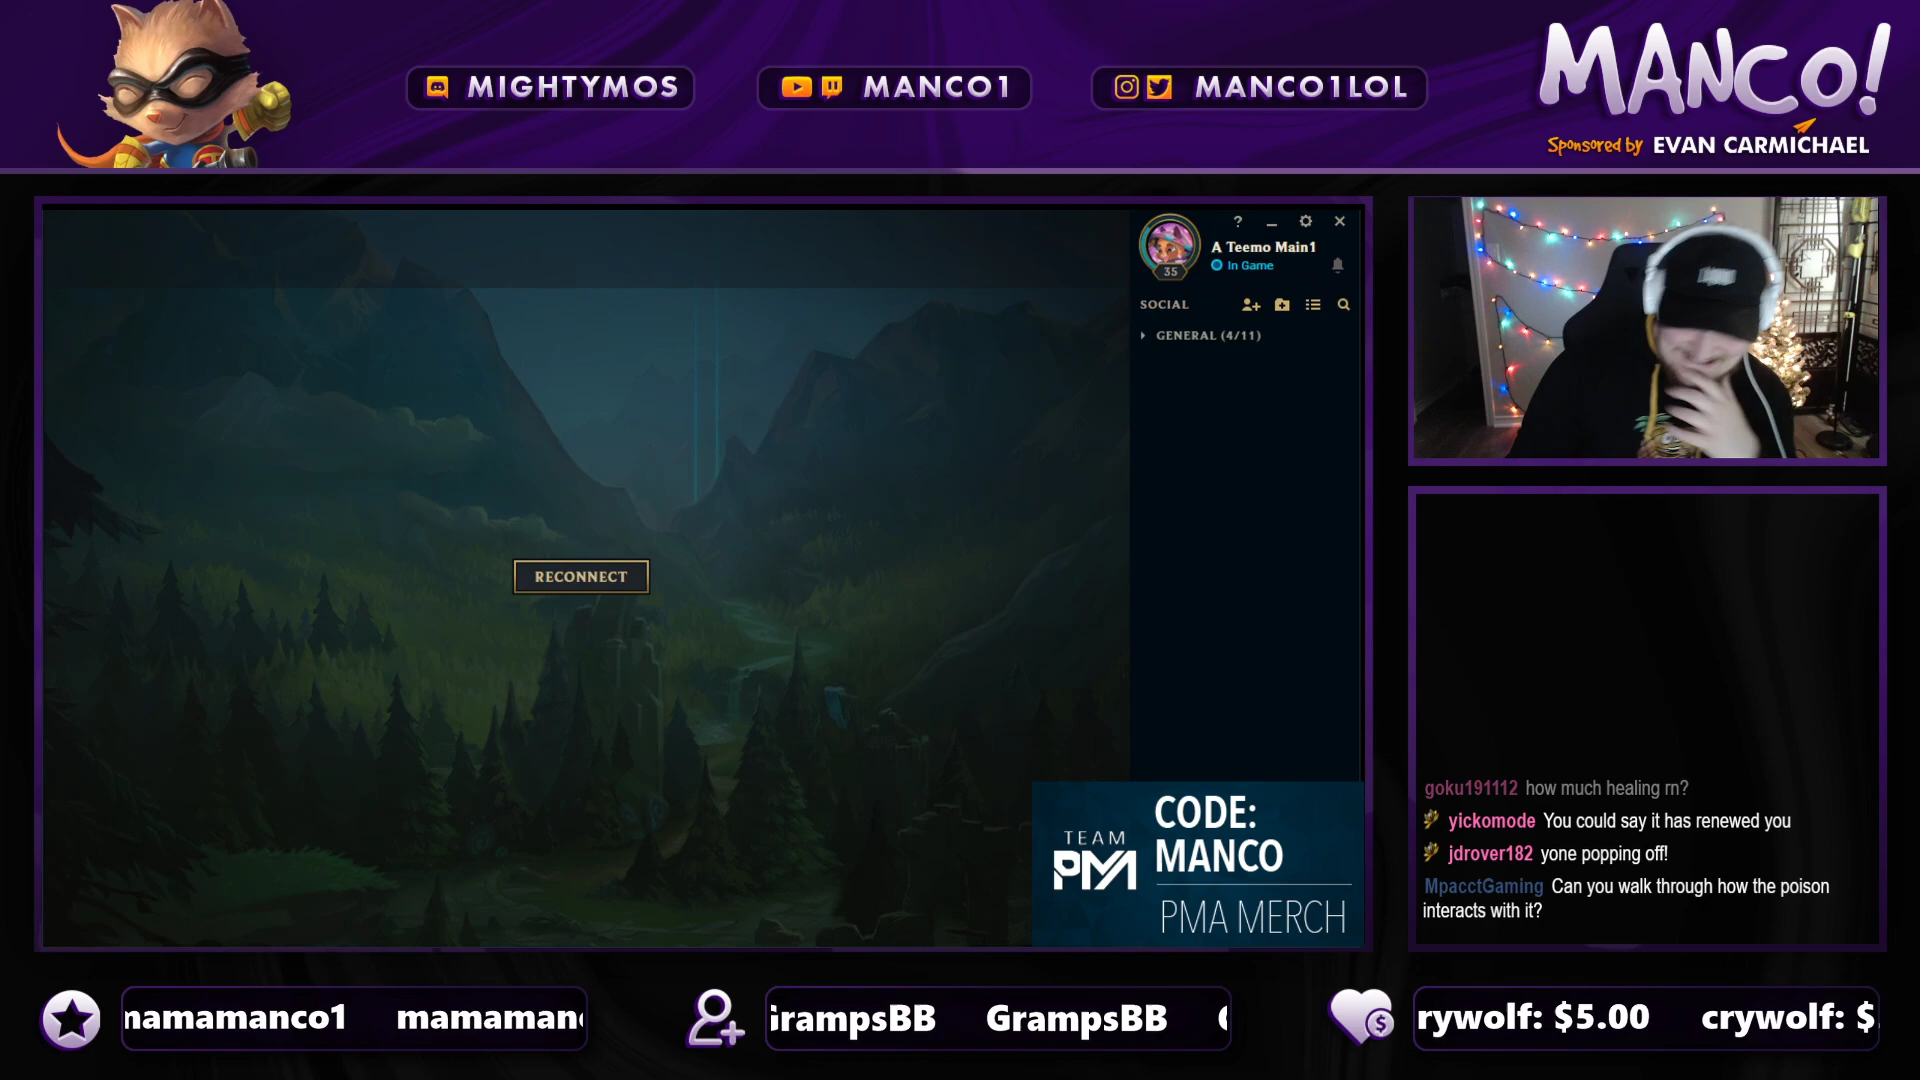 MIGHTYMOS
MANCO1
MANCO1LOL
MANCO!
Sponsored by EVAN CARMICHAEL
?
A Teemo Main1
35
In Game
SOCIAL
GENERAL (4/11)
RECONNECT
TEAM
PMA
CODE:
MANCO
PMA MERCH
goku191112 how much healing rn?
yickomode You could say it has renewed you
jdrover182 yone popping off!
MpacctGaming Can you walk through how the poison
interacts with it?
namamanco1 mamamanc
GrampsBB GrampsBB
rywolf: $5.00 crywolf: $